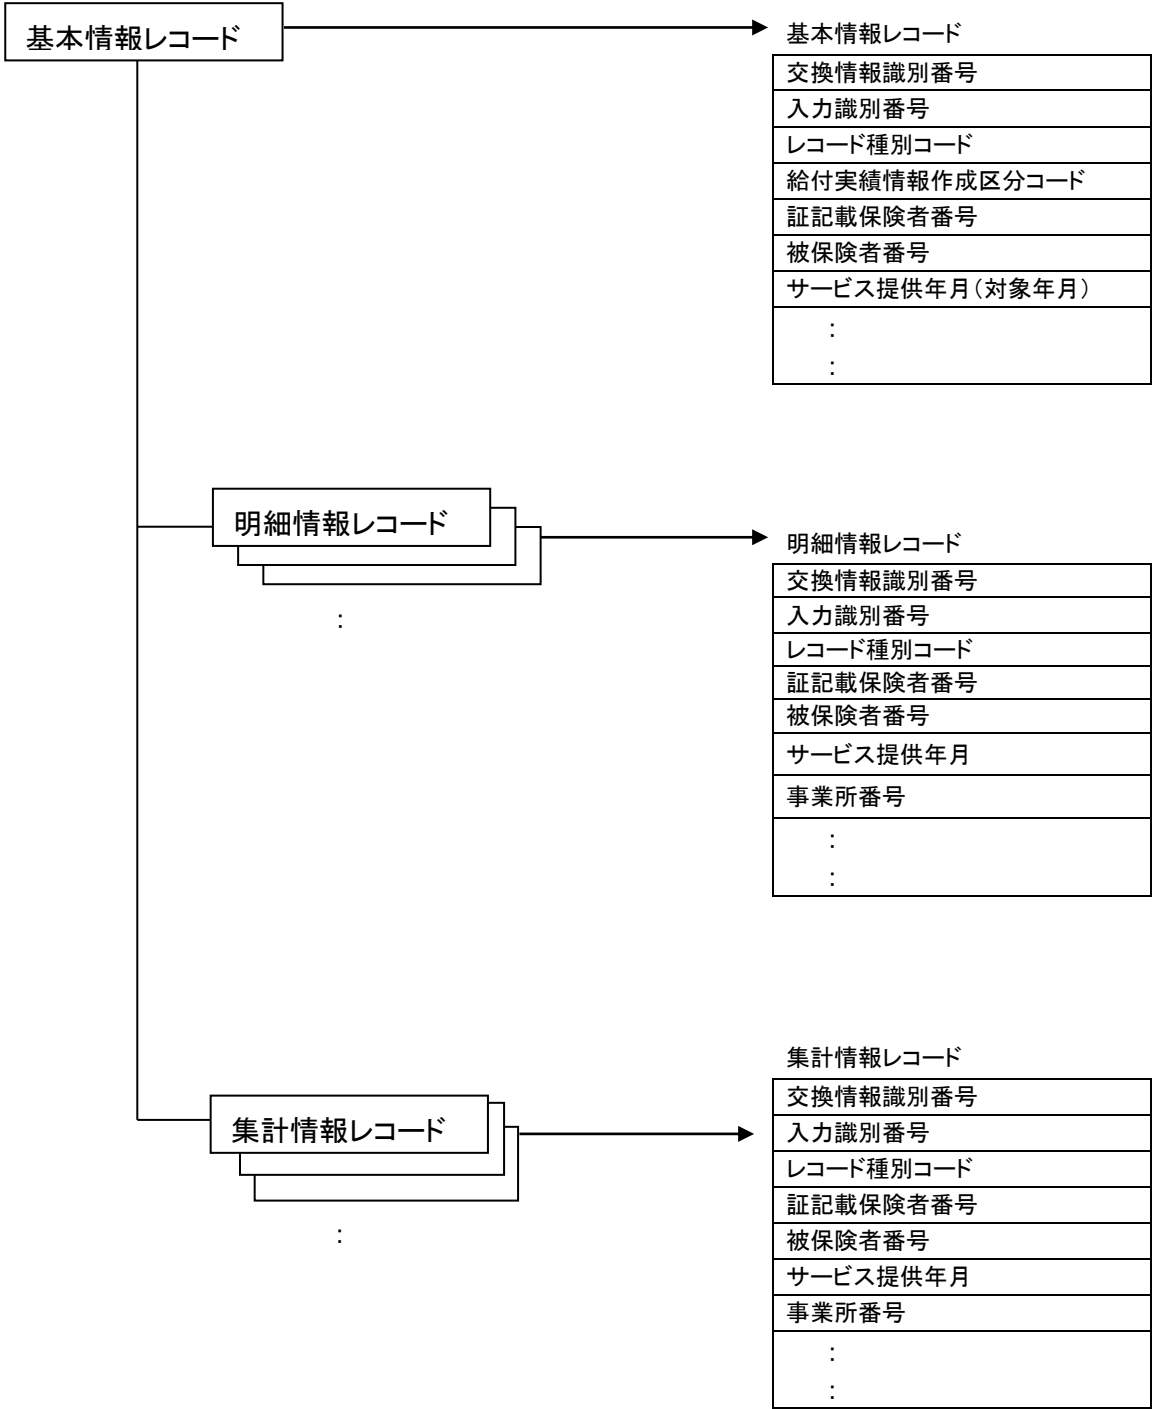 基本情報レコード
基本情報レコード
交換情報識別番号
入力識別番号
レコード種別コード
給付実績情報作成区分コード
証記載保険者番号
被保険者番号
サービス提供年月（対象年月）
：
：
明細情報レコード
：
明細情報レコード
交換情報識別番号
入力識別番号
レコード種別コード
証記載保険者番号
被保険者番号
サービス提供年月
事業所番号
：
：
集計情報レコード
：
集計情報レコード
交換情報識別番号
入力識別番号
レコード種別コード
証記載保険者番号
被保険者番号
サービス提供年月
事業所番号
：
：